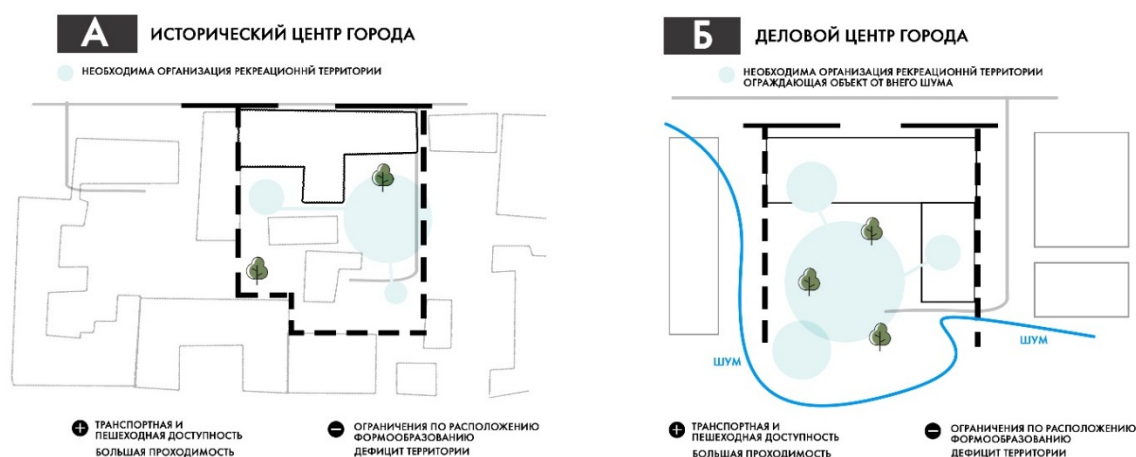 А ИСТОРИЧЕСКИЙ ЦЕНТР ГОРОДА
НЕОБХОДИМА ОРГАНИЗАЦИЯ РЕКРЕАЦИОННЙ ТЕРРИТОРИИ
+ ТРАНСПОРТНАЯ И
ПЕШЕХОДНАЯ ДОСТУПНОСТЬ
БОЛЬШАЯ ПРОХОДИМОСТЬ
– ОГРАНИЧЕНИЯ ПО РАСПОЛОЖЕНИЮ
ФОРМООБРАЗОВАНИЮ
ДЕФИЦИТ ТЕРРИТОРИИ
Б ДЕЛОВОЙ ЦЕНТР ГОРОДА
НЕОБХОДИМА ОРГАНИЗАЦИЯ РЕКРЕАЦИОННЙ ТЕРРИТОРИИ
ОГРАЖДАЮЩАЯ ОБЪЕКТ ОТ ВНЕГО ШУМА
ШУМ
ШУМ
+ ТРАНСПОРТНАЯ И
ПЕШЕХОДНАЯ ДОСТУПНОСТЬ
БОЛЬШАЯ ПРОХОДИМОСТЬ
– ОГРАНИЧЕНИЯ ПО РАСПОЛОЖЕНИЮ
ФОРМООБРАЗОВАНИЮ
ДЕФИЦИТ ТЕРРИТОРИИ